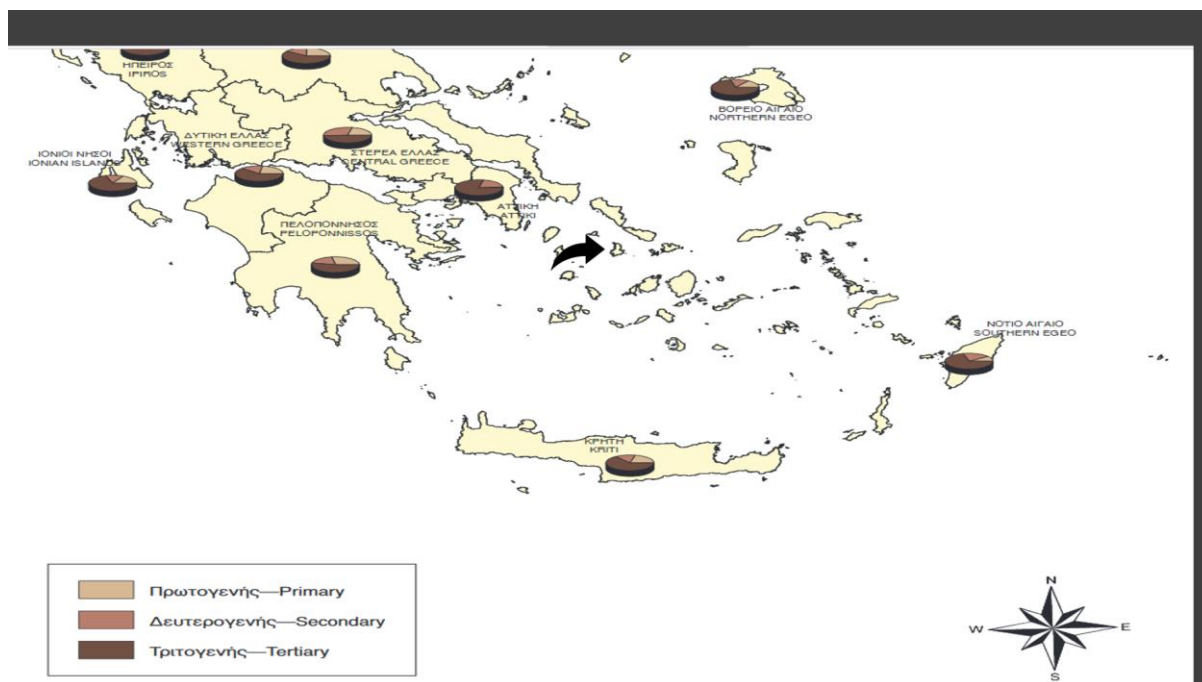 ΗΠΕΙΡΟΣ
IPIROS
ΒΟΡΕΙΟ ΑΙΓΑΙΟ
NORTHERN EGEO
ΔΥΤΙΚΗ ΕΛΛΑΣ
WESTERN GREECE
ΣΤΕΡΕΑ ΕΛΛΑΣ
CENTRAL GREECE
ΙΟΝΙΟΙ ΝΗΣΟΙ
IONIAN ISLANDS
ΑΤΤΙΚΗ
ATTIKI
ΠΕΛΟΠΟΝΝΗΣΟΣ
PELOPONNISSOS
ΝΟΤΙΟ ΑΙΓΑΙΟ
SOUTHERN EGEO
ΚΡΗΤΗ
KRITI
Πρωτογενής—Primary
Δευτερογενής—Secondary
Τριτογενής—Tertiary
N
W
E
S